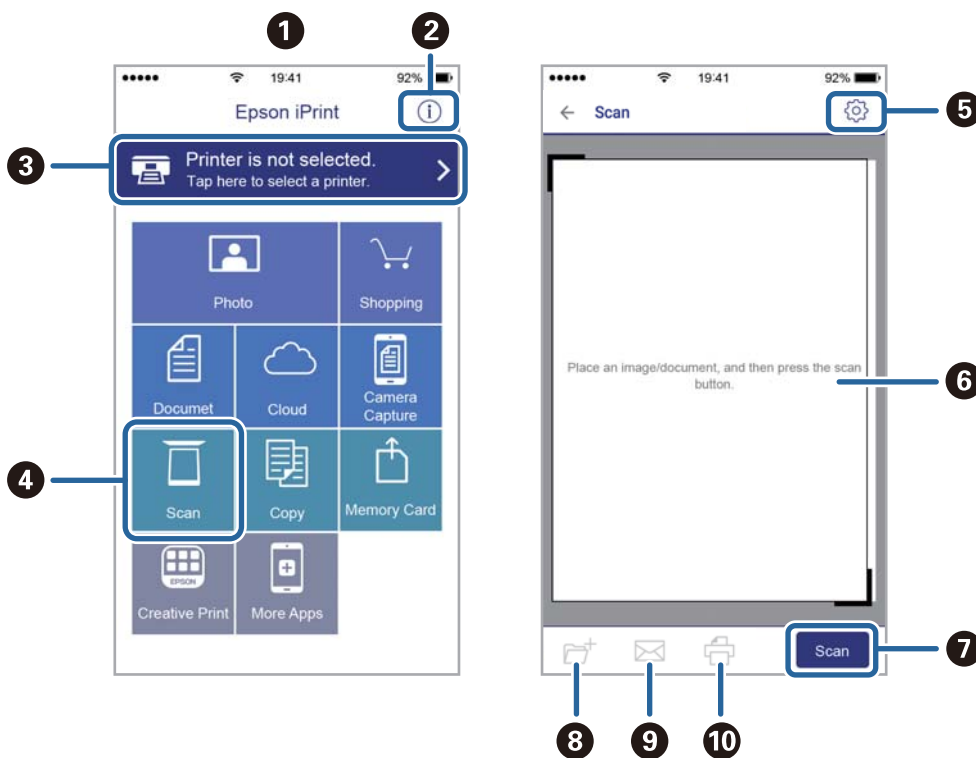 1
2
19:41
92%
Epson iPrint
i
3
Printer is not selected.
Tap here to select a printer.
Photo
Shopping
Documet
Cloud
Camera
Capture
4
Scan
Copy
Memory Card
EPSON
Creative Print
More Apps
19:41
92%
Scan
5
Place an image/document, and then press the scan
button.
6
Scan
7
8
9
10